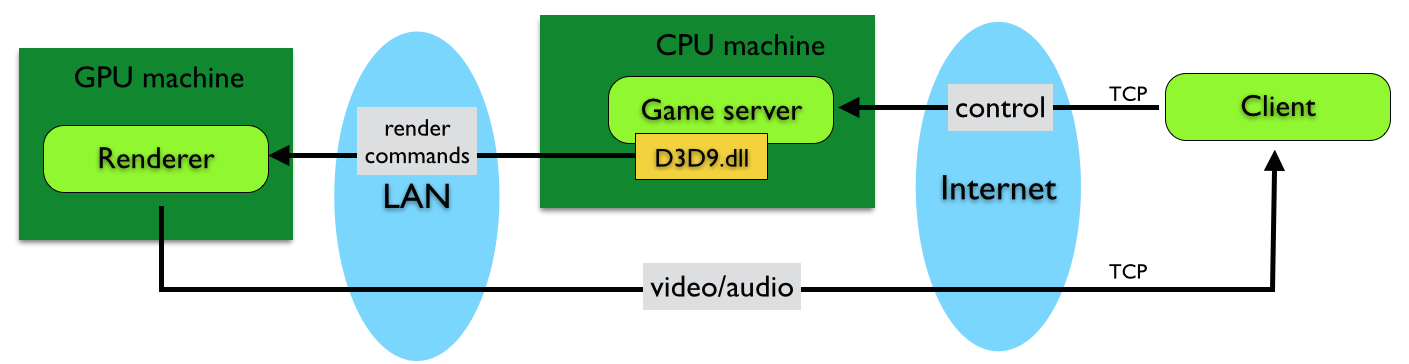 GPU machine
Renderer
render
commands
LAN
CPU machine
Game server
D3D9.dll
control
Internet
TCP
Client
video/audio
TCP